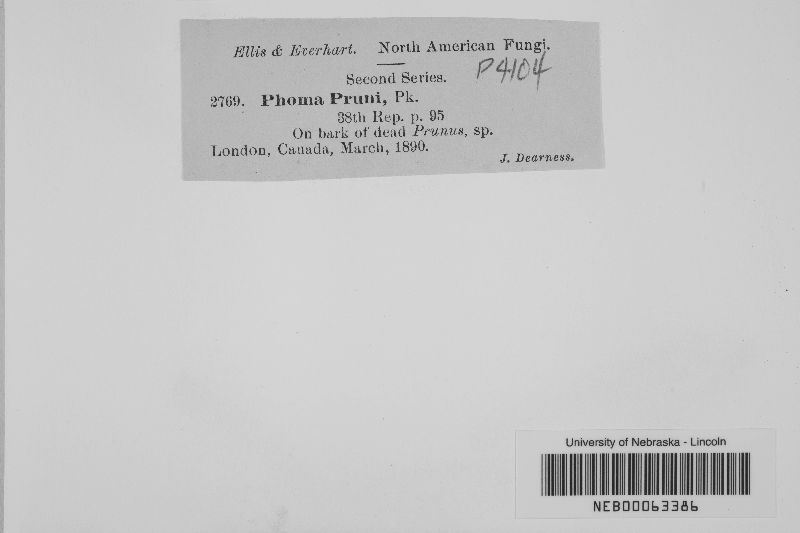 Ellis & Everhart. North American Fungi.
P4104
Second Series.
2769. Phoma Pruni, Pk.
38th Rep. p. 95
On bark of dead Prunus, sp.
London, Canada, March, 1890.
J. Dearness.
University of Nebraska - Lincoln
NEB00063386